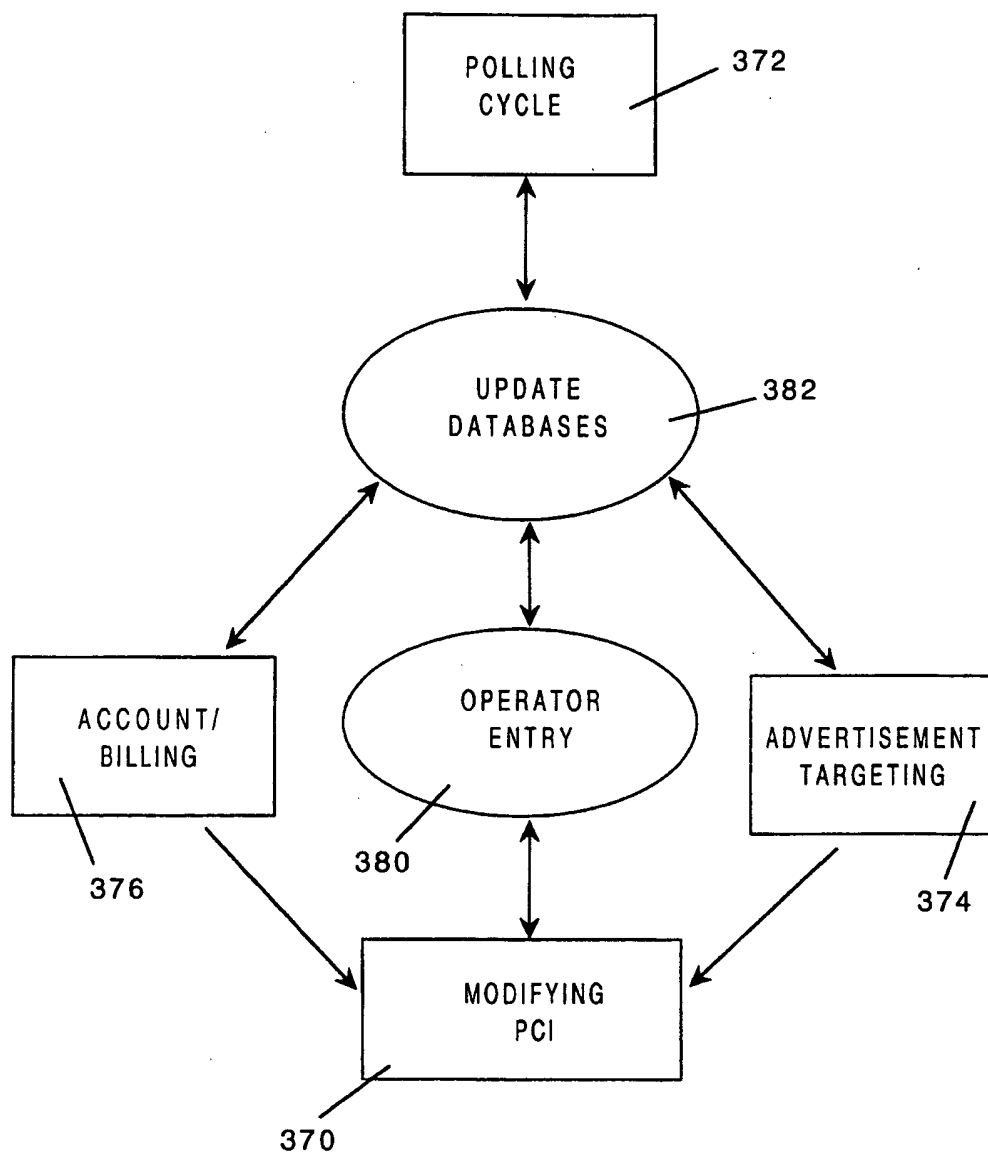 POLLING
CYCLE
372
UPDATE
DATABASES
382
ACCOUNT/
BILLING
376
OPERATOR
ENTRY
380
ADVERTISEMENT
TARGETING
374
MODIFYING
PCI
370